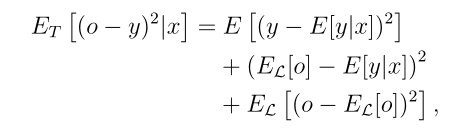 E_T [(o − y)²|x] = E [(y − E[y|x])²]
+ (E_ℒ[o] − E[y|x])²
+ E_ℒ [(o − E_ℒ[o])²] ,